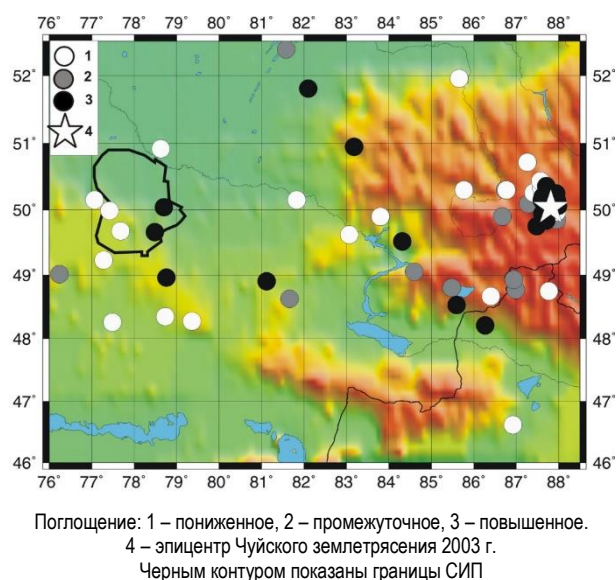 76˚ 77˚ 78˚ 79˚ 80˚ 81˚ 82˚ 83˚ 84˚ 85˚ 86˚ 87˚ 88˚
1
2
3
4
52˚ 52˚
51˚ 51˚
50˚ 50˚
49˚ 49˚
48˚ 48˚
47˚ 47˚
46˚ 46˚
76 77 78 79 80 81 82 83 84 85 86 87 88
Поглощение: 1 – пониженное, 2 – промежуточное, 3 – повышенное.
4 – эпицентр Чуйского землетрясения 2003 г.
Черным контуром показаны границы СИП